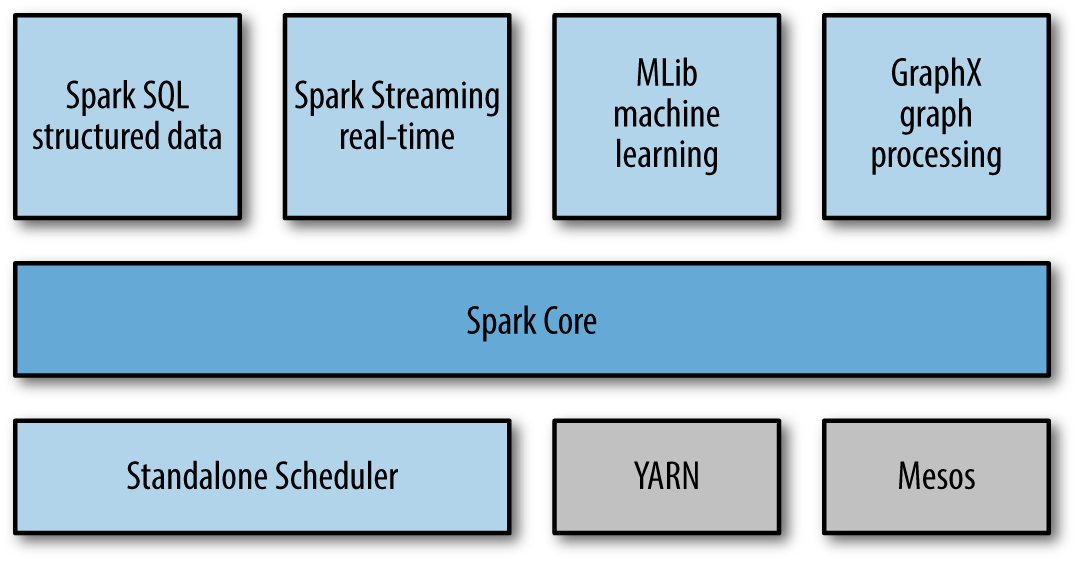 Spark SQL
structured data
Spark Streaming
real-time
MLib
machine
learning
GraphX
graph
processing
Spark Core
Standalone Scheduler
YARN
Mesos